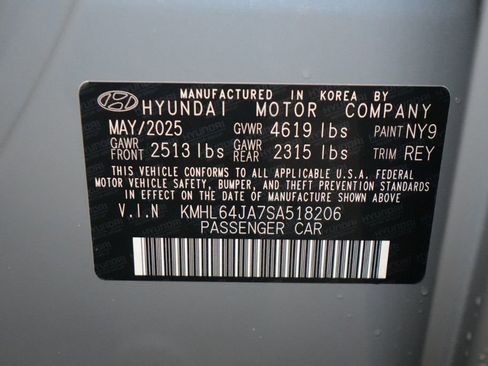 MANUFACTURED IN KOREA BY
HYUNDAI MOTOR COMPANY
MAY/2025 GVWR 4619 lbs PAINT NY9
GAWR FRONT 2513 lbs GAWR REAR 2315 lbs TRIM REY
THIS VEHICLE CONFORMS TO ALL APPLICABLE U.S.A. FEDERAL
MOTOR VEHICLE SAFETY, BUMPER, AND THEFT PREVENTION STANDARDS
IN EFFECT ON THE DATE OF MANUFACTURE SHOWN ABOVE.
V.I.N KMHL64JA7SA518206
PASSENGER CAR